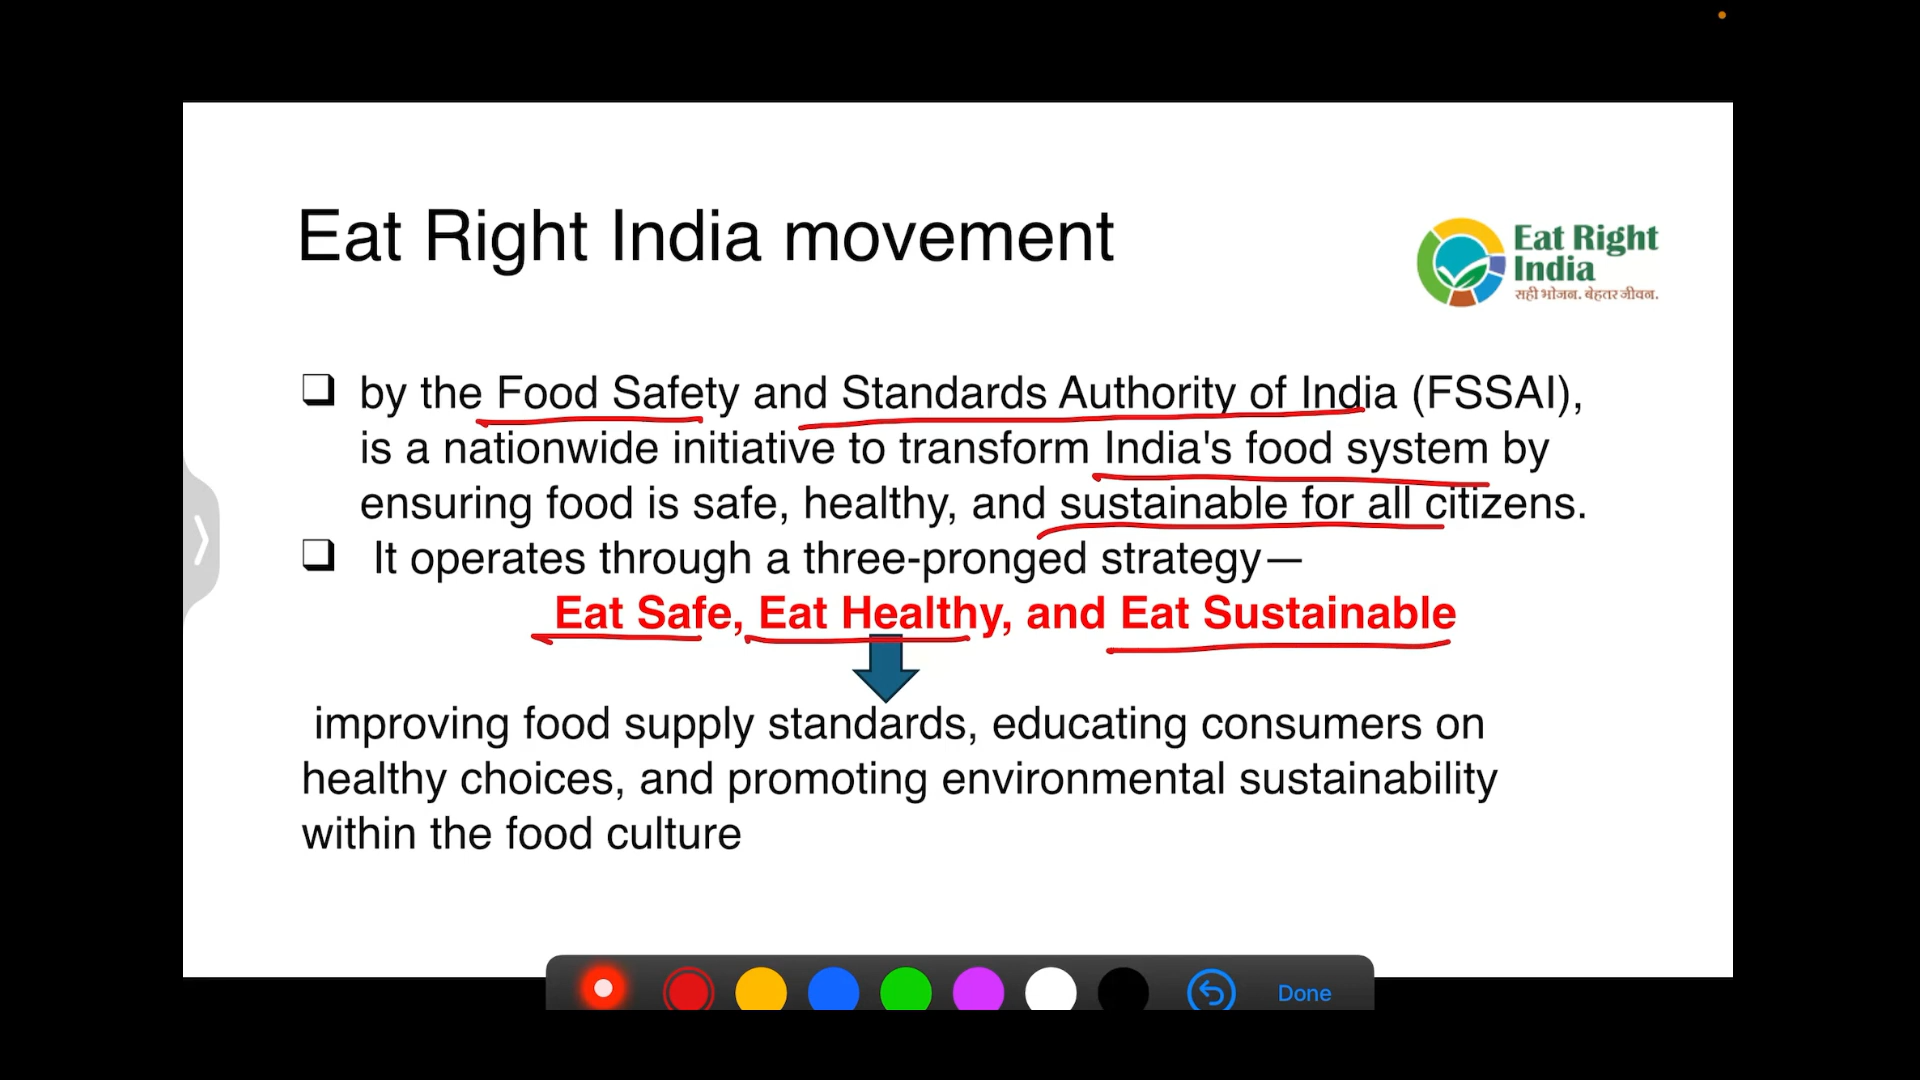 Eat Right India movement
Eat Right
India
सही भोजन. बेहतर जीवन.
❑ by the Food Safety and Standards Authority of India (FSSAI),
is a nationwide initiative to transform India's food system by
ensuring food is safe, healthy, and sustainable for all citizens.
❑ It operates through a three-pronged strategy—
Eat Safe, Eat Healthy, and Eat Sustainable
improving food supply standards, educating consumers on
healthy choices, and promoting environmental sustainability
within the food culture
Done